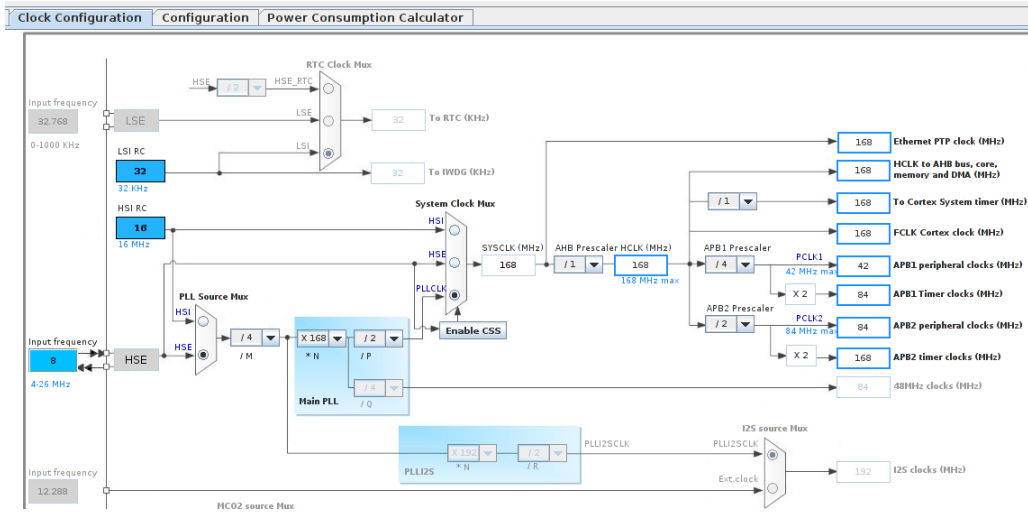 Clock Configuration
Configuration
Power Consumption Calculator
RTC Clock Mux
HSE
/ 2
HSE_RTC
Input frequency
32.768
0-1000 KHz
LSE
LSE
32
To RTC (KHz)
LSI RC
32
32 KHz
LSI
32
To IWDG (KHz)
HSI RC
16
16 MHz
System Clock Mux
HSI
HSE
PLLCLK
SYSCLK (MHz)
168
AHB Prescaler
/ 1
HCLK (MHz)
168
168 MHz max
Enable CSS
168
Ethernet PTP clock (MHz)
168
HCLK to AHB bus, core,
memory and DMA (MHz)
/ 1
168
To Cortex System timer (MHz)
168
FCLK Cortex clock (MHz)
APB1 Prescaler
/ 4
PCLK1
42 MHz max
42
APB1 peripheral clocks (MHz)
X 2
84
APB1 Timer clocks (MHz)
APB2 Prescaler
/ 2
PCLK2
84 MHz max
84
APB2 peripheral clocks (MHz)
X 2
168
APB2 timer clocks (MHz)
84
48MHz clocks (MHz)
PLL Source Mux
HSI
HSE
Input frequency
8
4-26 MHz
HSE
/ 4
/ M
X 168
* N
/ 2
/ P
/ 4
/ Q
Main PLL
X 192
* N
/ 2
/ R
PLLI2S
PLLI2SCLK
I2S source Mux
PLLI2SCLK
Ext.clock
192
I2S clocks (MHz)
Input frequency
12.288
MCO2 source Mux